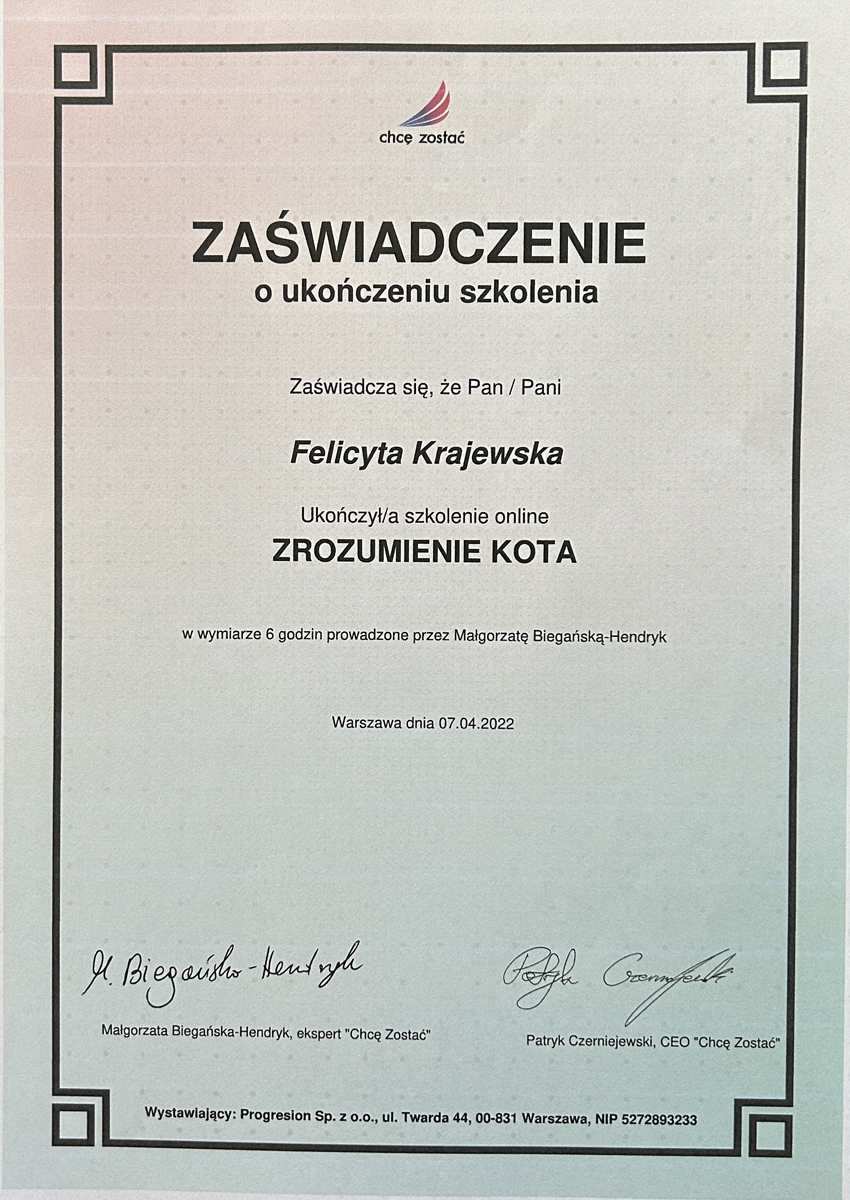 chcę zostać
ZAŚWIADCZENIE
o ukończeniu szkolenia
Zaświadcza się, że Pan / Pani
Felicyta Krajewska
Ukończył/a szkolenie online
ZROZUMIENIE KOTA
w wymiarze 6 godzin prowadzone przez Małgorzatę Biegańską-Hendryk
Warszawa dnia 07.04.2022
M. Biegańska-Hendryk
Patryk Czerniejewski
Małgorzata Biegańska-Hendryk, ekspert "Chcę Zostać"
Patryk Czerniejewski, CEO "Chcę Zostać"
Wystawiający: Progresion Sp. z o.o., ul. Twarda 44, 00-831 Warszawa, NIP 5272893233